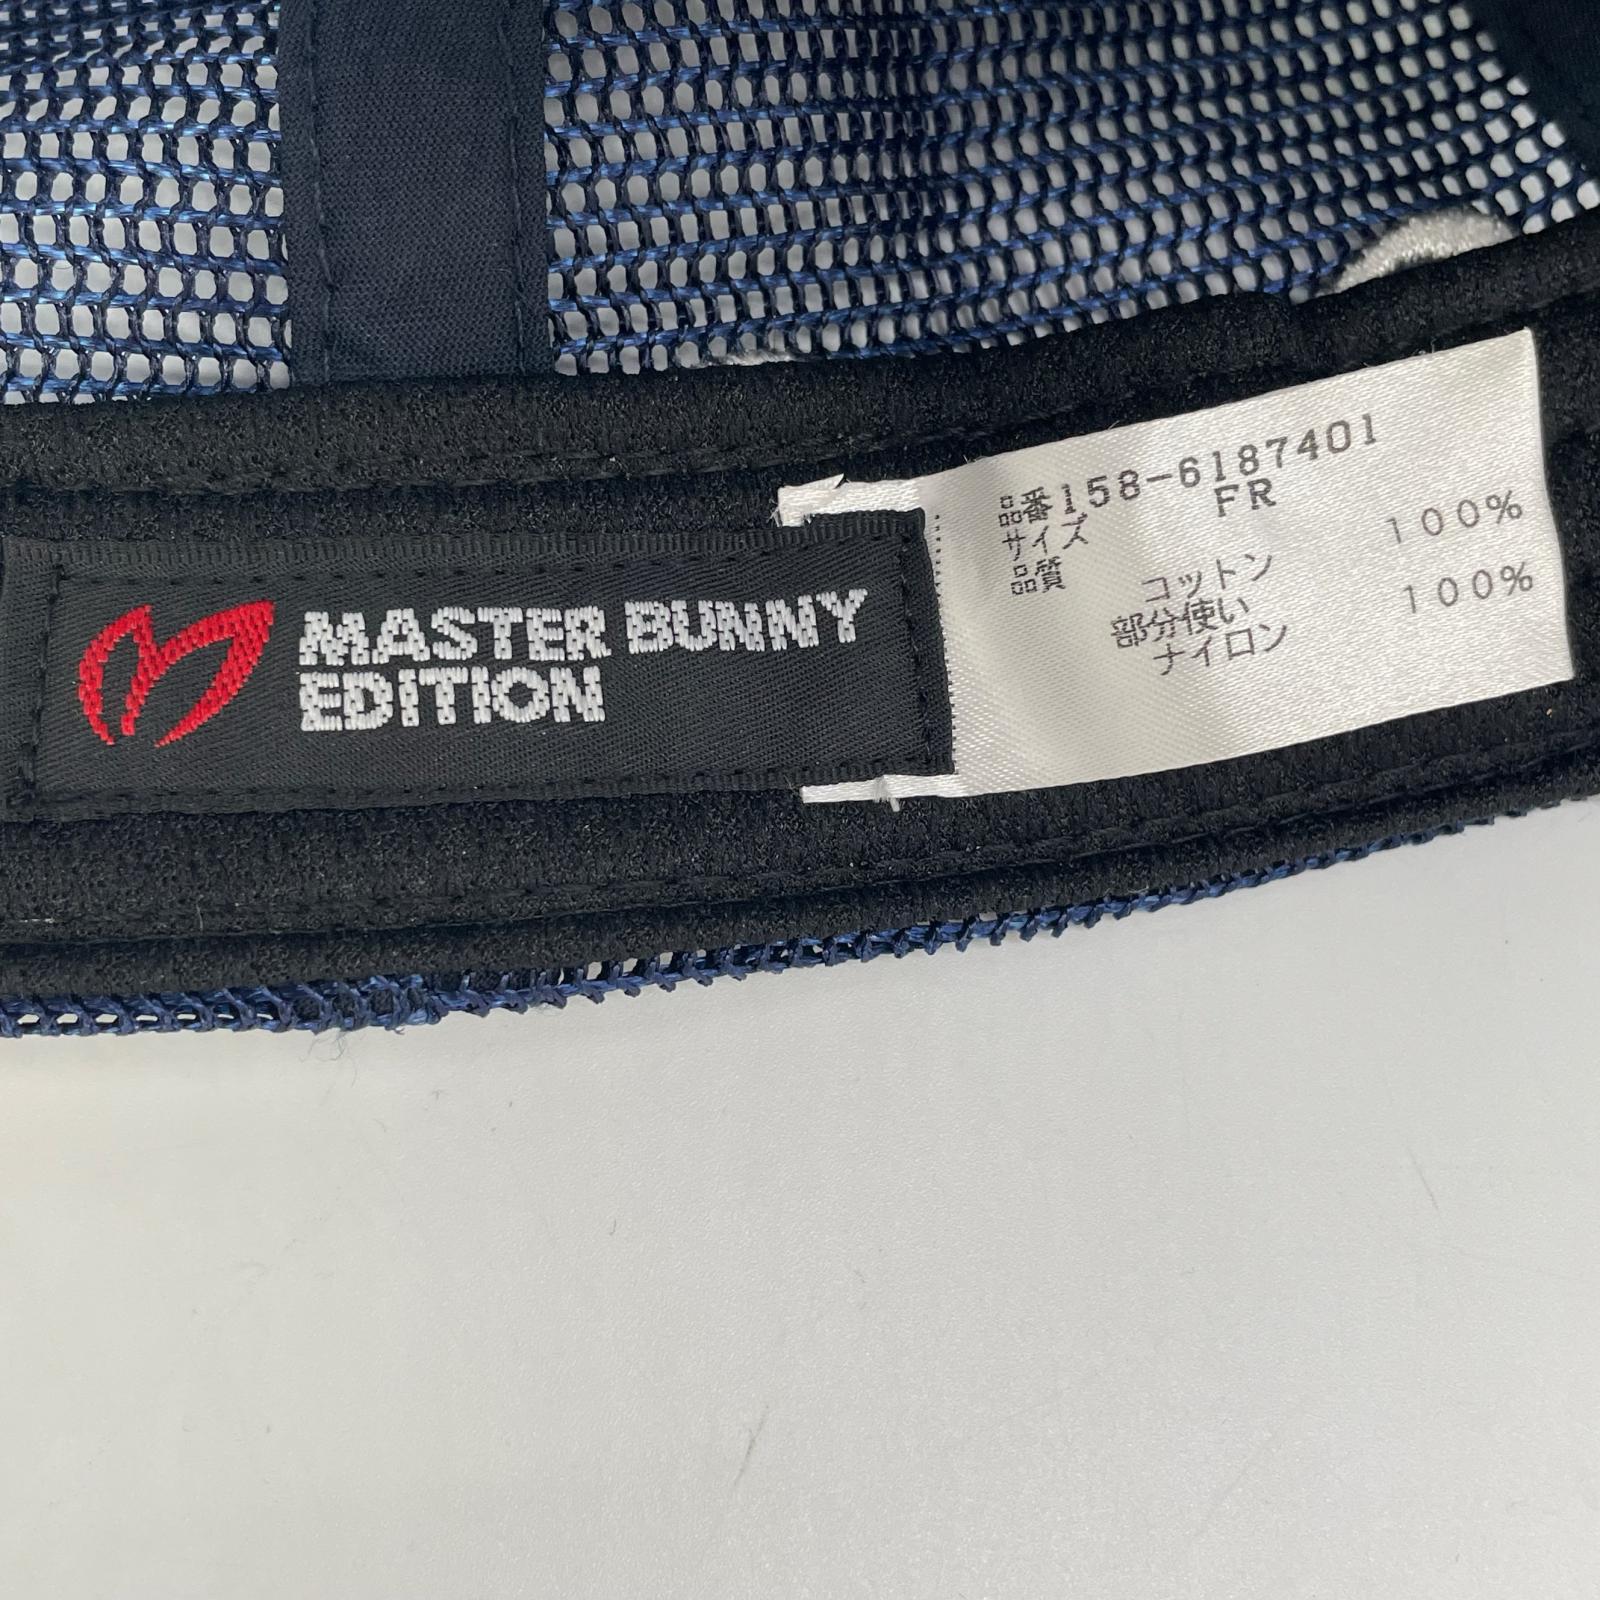 MASTER BUNNY
EDITION
品番158-6187401
サイズ FR
品質
コットン 100%
部分使い
ナイロン 100%